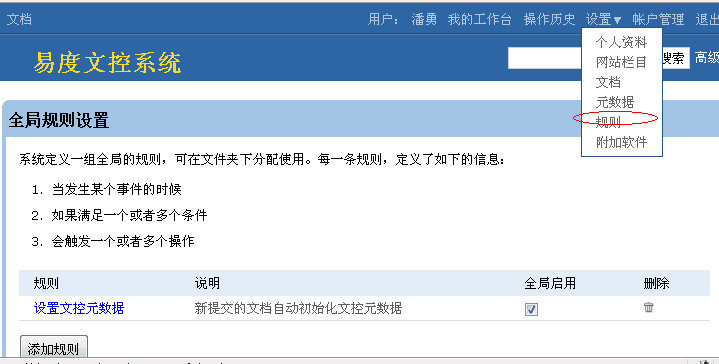 文档 用户： 潘勇 我的工作台 操作历史 设置▼ 帐户管理 退出
个人资料
网站栏目
文档
元数据
规则
附加软件
易度文控系统 搜索 高级
全局规则设置
系统定义一组全局的规则，可在文件夹下分配使用。每一条规则，定义了如下的信息：
1. 当发生某个事件的时候
2. 如果满足一个或者多个条件
3. 会触发一个或者多个操作
规则 说明 全局启用 删除
设置文控元数据 新提交的文档自动初始化文控元数据
添加规则